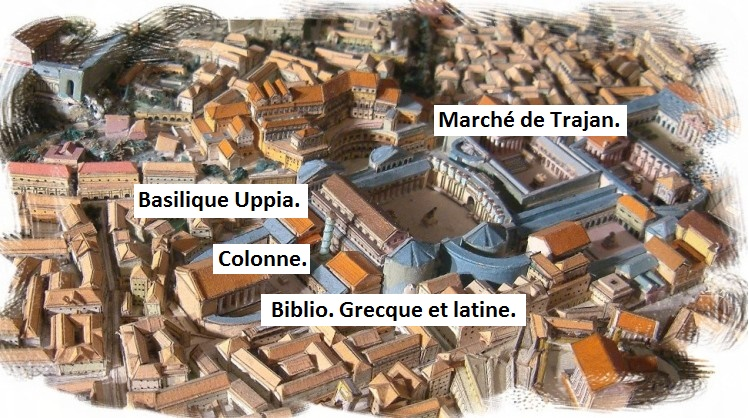 Marché de Trajan.
Basilique Uppia.
Colonne.
Biblio. Grecque et latine.